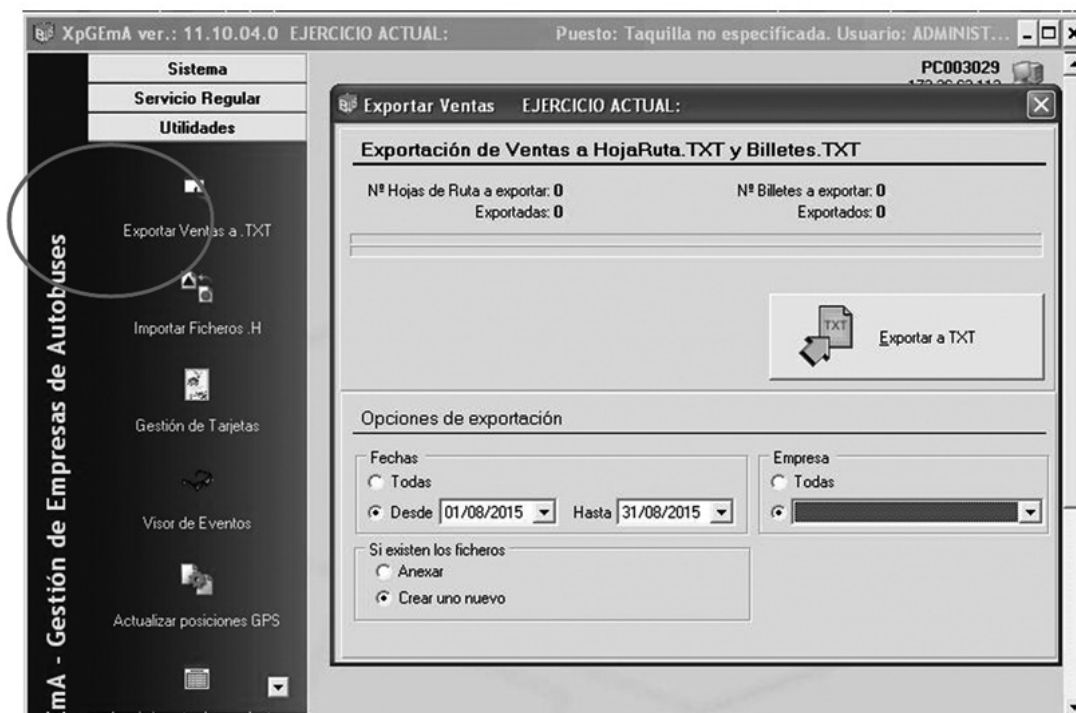 XpGEmA ver.: 11.10.04.0 EJERCICIO ACTUAL: Puesto: Taquilla no especificada. Usuario: ADMINIST...
Sistema
Servicio Regular
Utilidades
Exportar Ventas a .TXT
Importar Ficheros .H
Gestión de Tarjetas
Visor de Eventos
Actualizar posiciones GPS
EmA - Gestión de Empresas de Autobuses
PC003029
Exportar Ventas EJERCICIO ACTUAL:
Exportación de Ventas a HojaRuta.TXT y Billetes.TXT
Nº Hojas de Ruta a exportar: 0 Nº Billetes a exportar: 0
Exportadas: 0 Exportados: 0
TXT
Exportar a TXT
Opciones de exportación
Fechas
Todas
Desde 01/08/2015 Hasta 31/08/2015
Empresa
Todas
Si existen los ficheros
Anexar
Crear uno nuevo